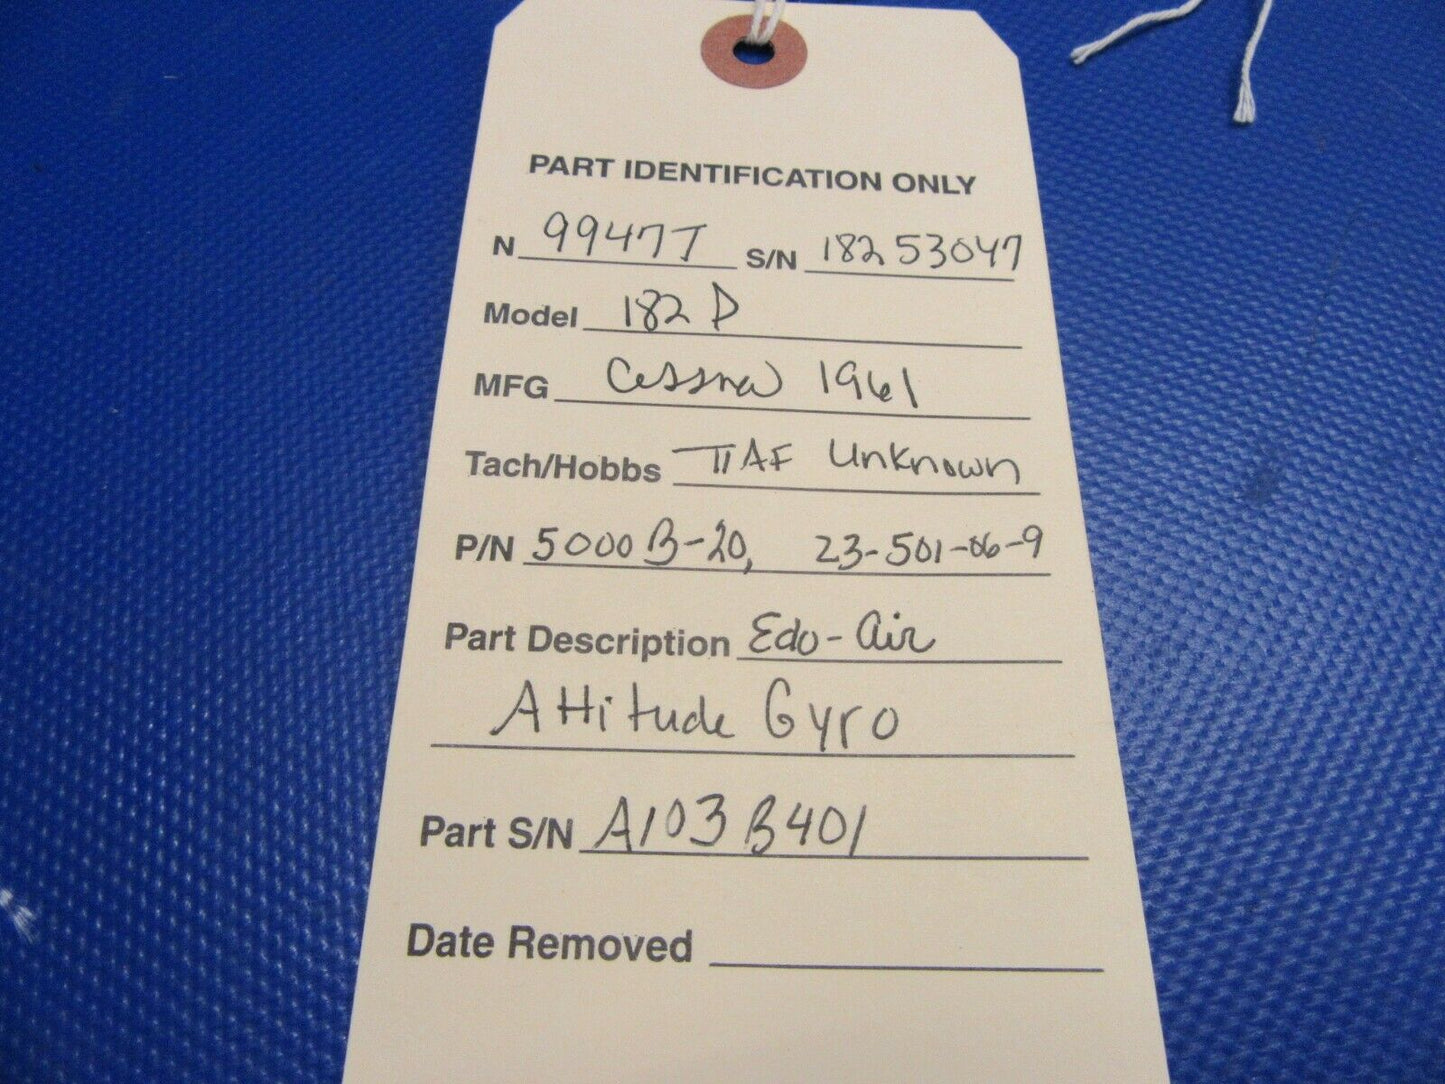 PART IDENTIFICATION ONLY
N 9947T S/N 18253047
Model 182 D
MFG Cessna 1961
Tach/Hobbs TTAF Unknown
P/N 5000B-20, 23-501-06-9
Part Description Edo-Air
Attitude Gyro
Part S/N A103B401
Date Removed